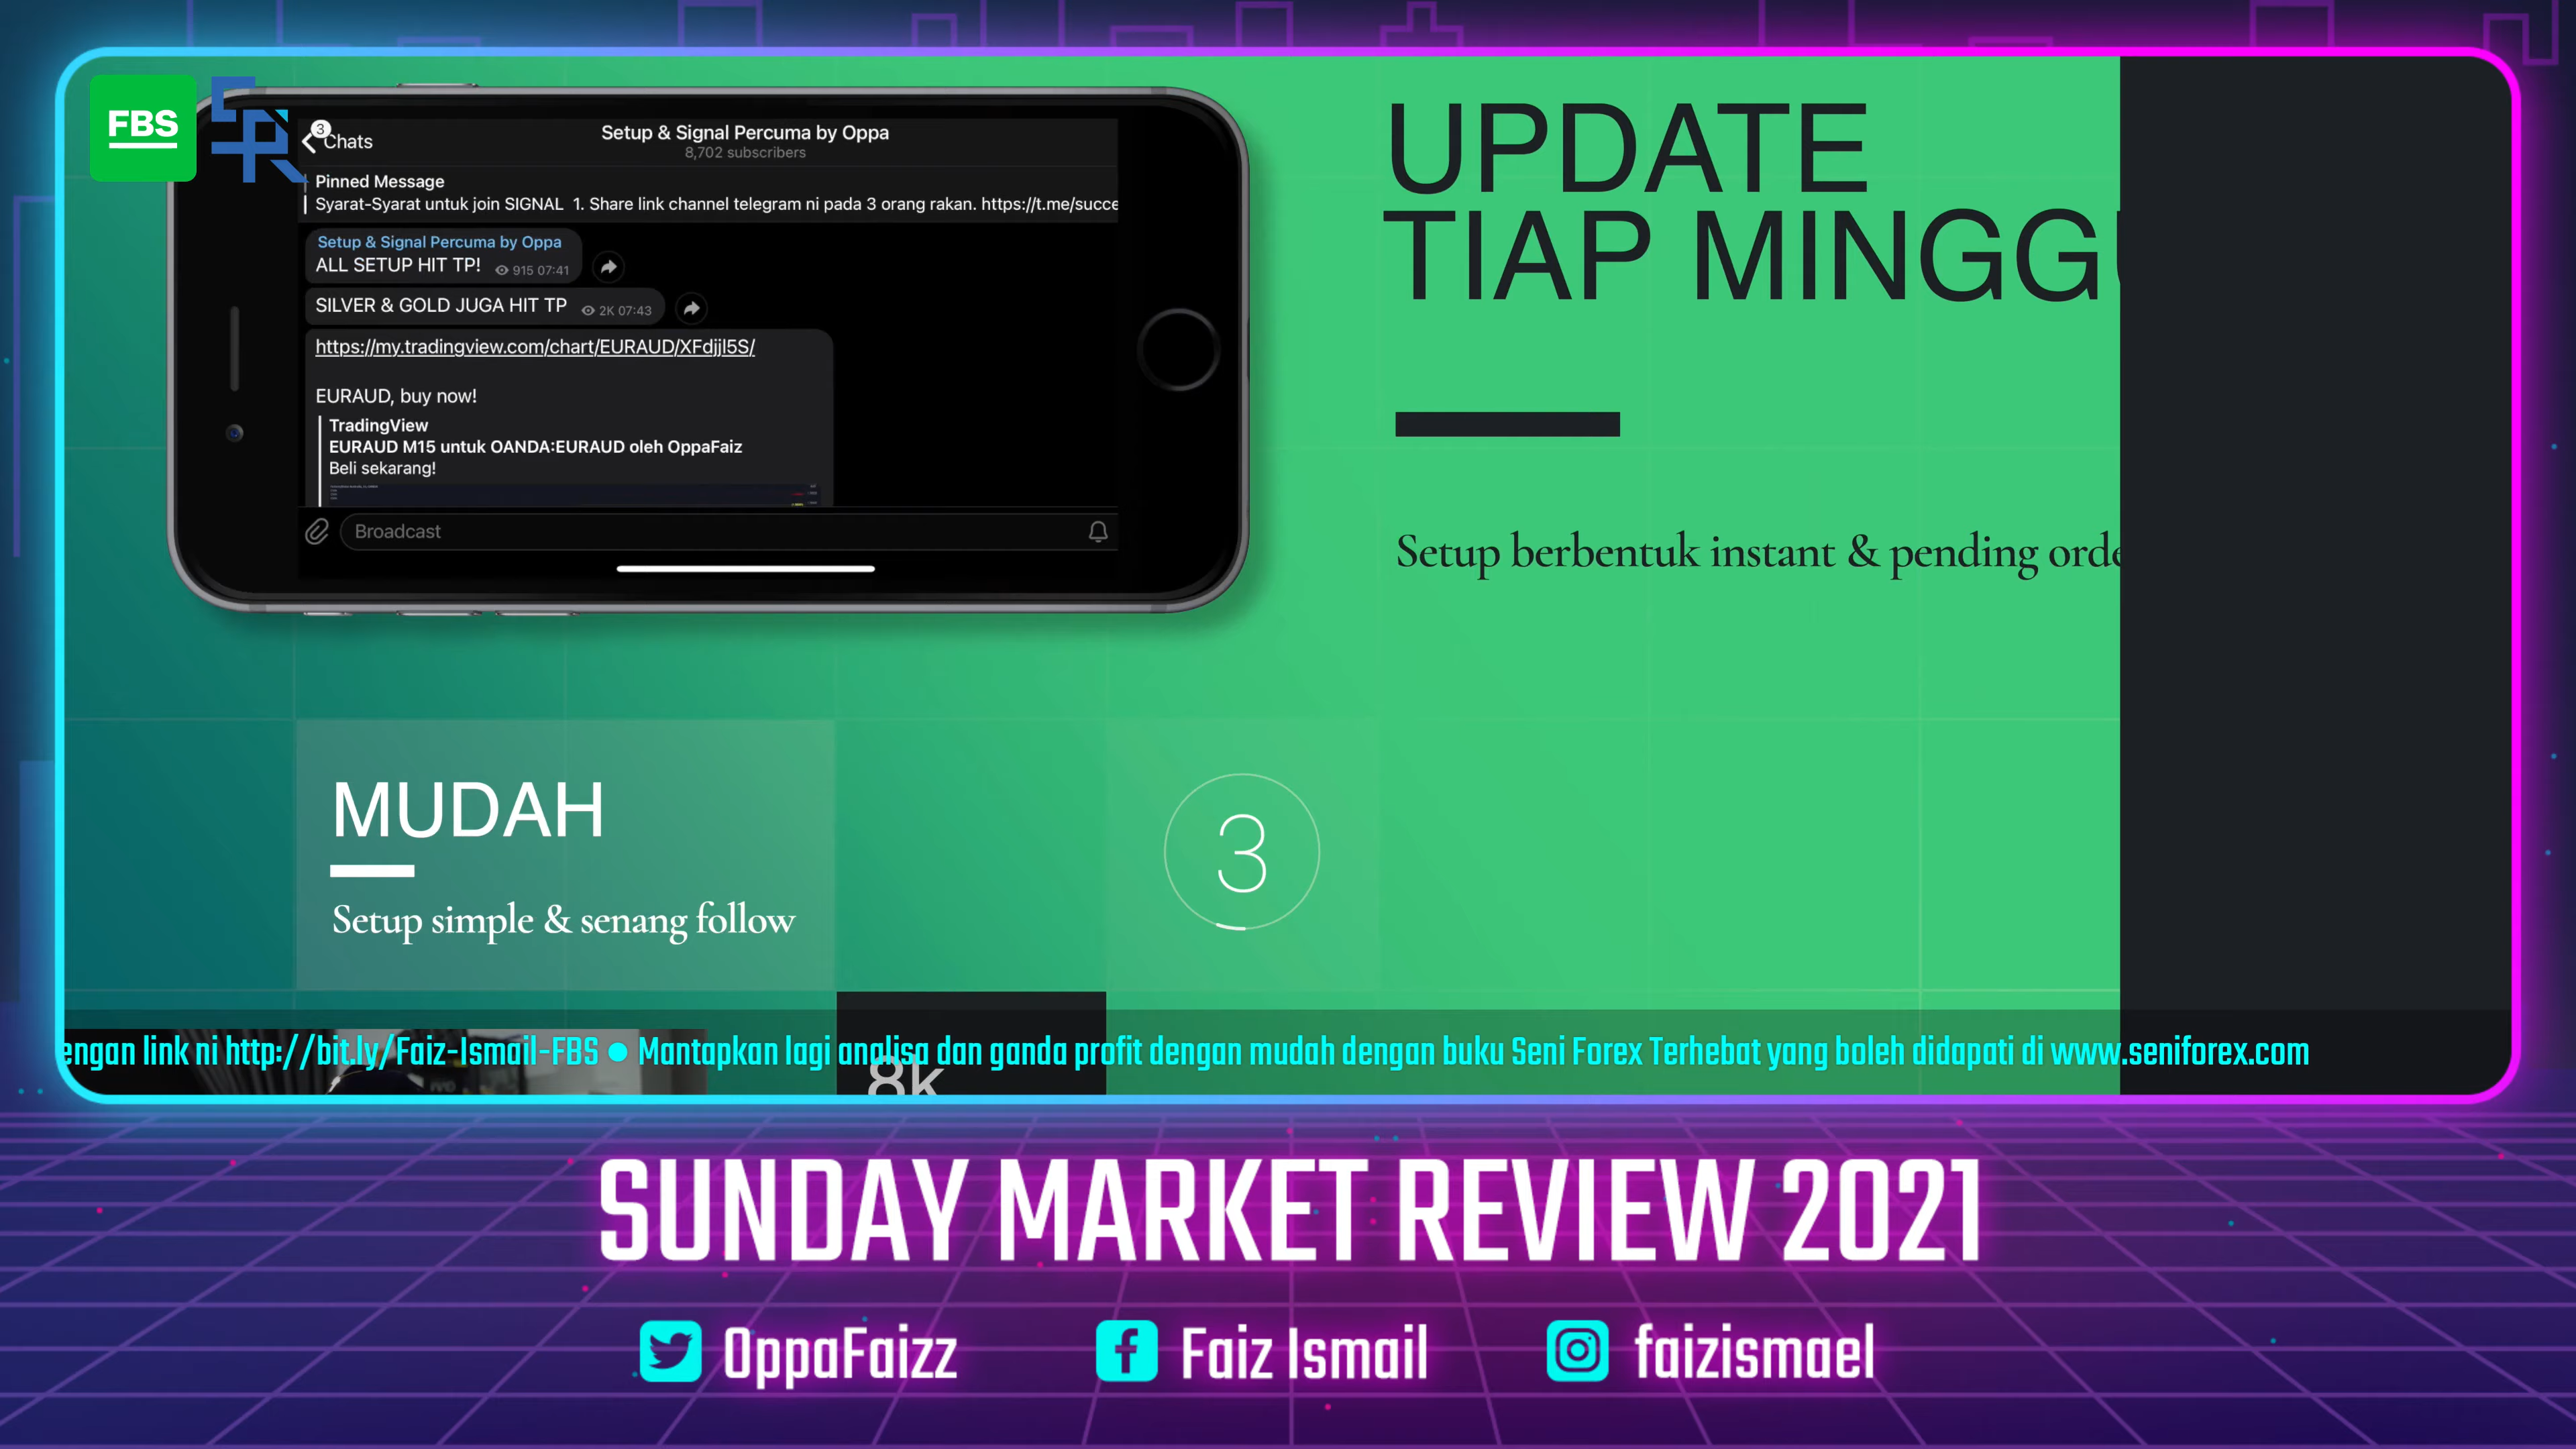 FBS
3
Chats
Setup & Signal Percuma by Oppa
8,702 subscribers
Pinned Message
Syarat-Syarat untuk join SIGNAL 1. Share link channel telegram ni pada 3 orang rakan. https://t.me/succe
Setup & Signal Percuma by Oppa
ALL SETUP HIT TP! 915 07:41
SILVER & GOLD JUGA HIT TP 2K 07:43
https://my.tradingview.com/chart/EURAUD/XFdjjl5S/
EURAUD, buy now!
TradingView
EURAUD M15 untuk OANDA:EURAUD oleh OppaFaiz
Beli sekarang!
Broadcast
UPDATE
TIAP MINGGU
Setup berbentuk instant & pending orde
MUDAH
Setup simple & senang follow
3
8k
engan link ni http://bit.ly/Faiz-Ismail-FBS ● Mantapkan lagi analisa dan ganda profit dengan mudah dengan buku Seni Forex Terhebat yang boleh didapati di www.seniforex.com
SUNDAY MARKET REVIEW 2021
OppaFaizz
Faiz Ismail
faizismael